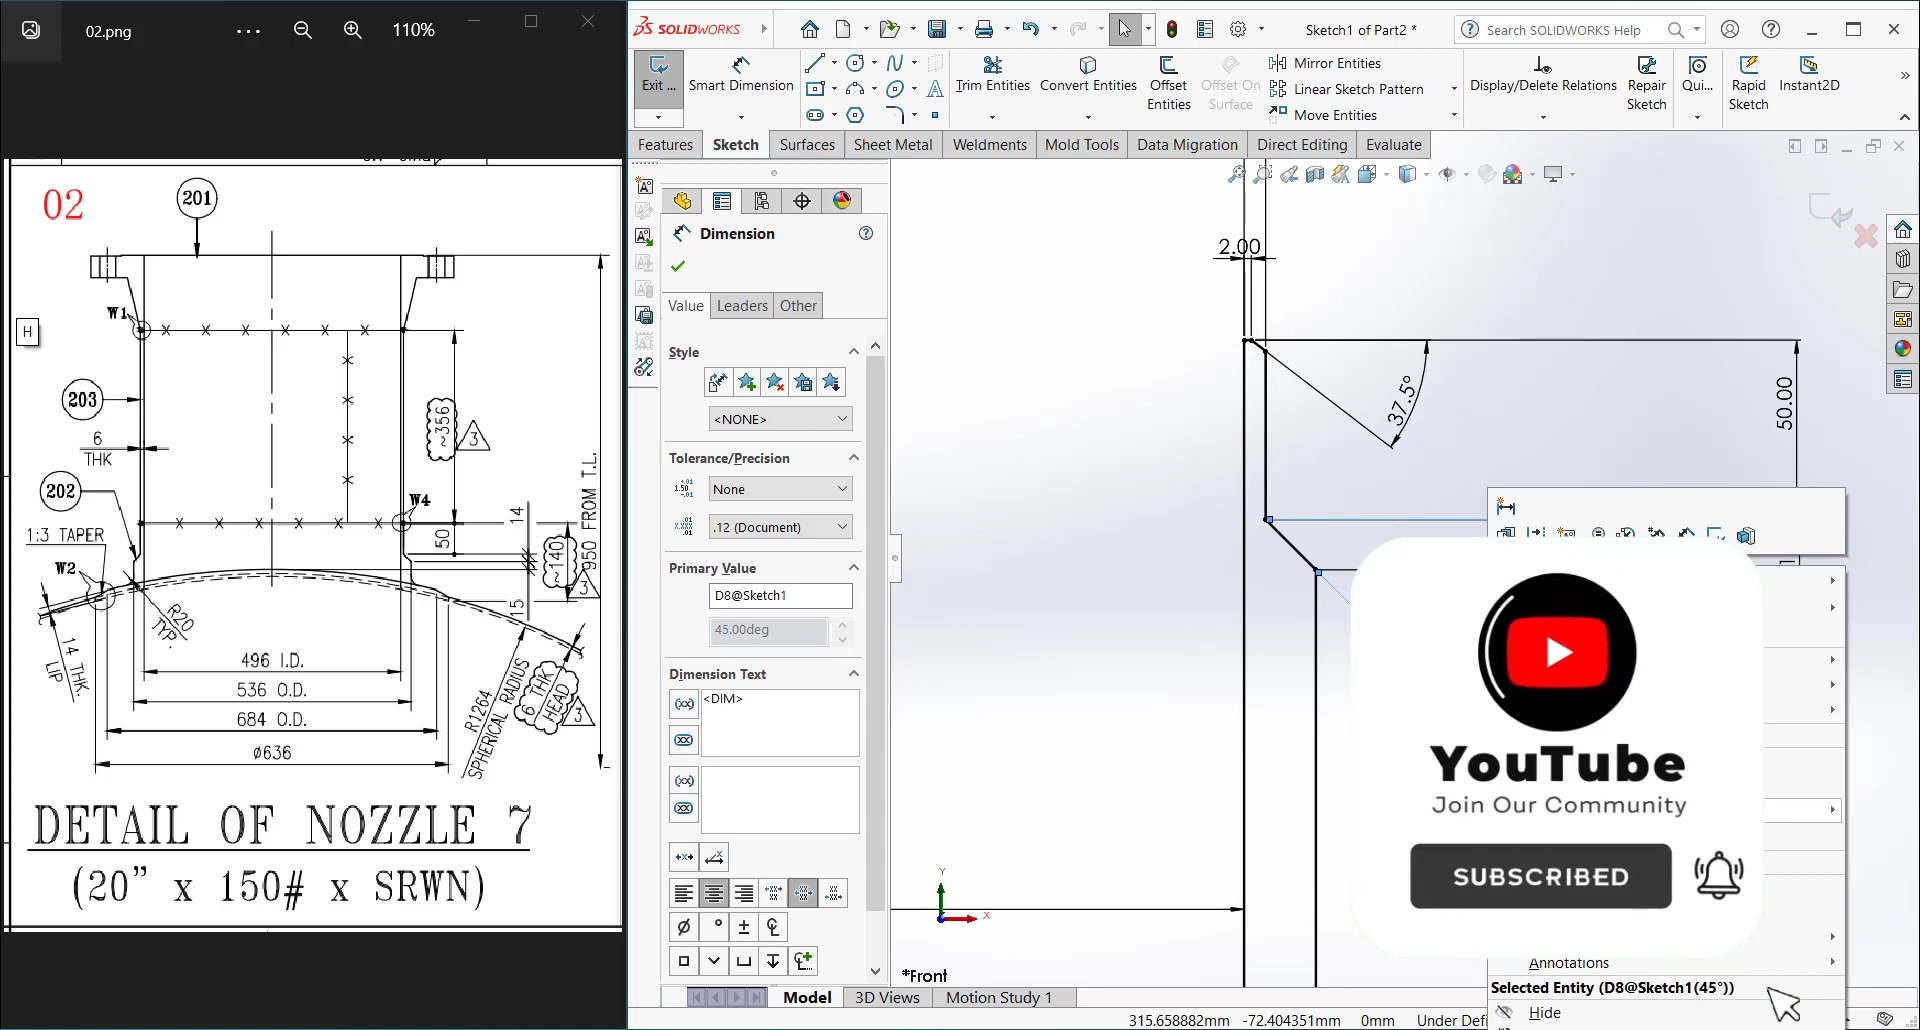 02.png
110%
SOLIDWORKS
Sketch1 of Part2 *
Search SOLIDWORKS Help
Exit ...
Smart Dimension
Trim Entities
Convert Entities
Offset Entities
Offset On Surface
Mirror Entities
Linear Sketch Pattern
Move Entities
Display/Delete Relations
Repair Sketch
Qui...
Rapid Sketch
Instant2D
Features
Sketch
Surfaces
Sheet Metal
Weldments
Mold Tools
Data Migration
Direct Editing
Evaluate
02
201
W1
H
203
6
THK
202
1:3 TAPER
W2
~356
3
W4
14
50
~140
950 FROM T.L.
3
15
R20
TYP.
14 THK.
LIP
496 I.D.
536 O.D.
684 O.D.
ø636
R1264
SPHERICAL RADIUS
6 THK
HEAD
3
DETAIL OF NOZZLE 7
(20" x 150# x SRWN)
Dimension
Value
Leaders
Other
Style
<NONE>
Tolerance/Precision
None
.12 (Document)
Primary Value
D8@Sketch1
45.00deg
Dimension Text
<DIM>
2.00
37.5°
50.00
Y
X
*Front
YouTube
Join Our Community
SUBSCRIBED
Annotations
Selected Entity (D8@Sketch1(45°))
Hide
Model
3D Views
Motion Study 1
315.658882mm
-72.404351mm
0mm
Under Defi